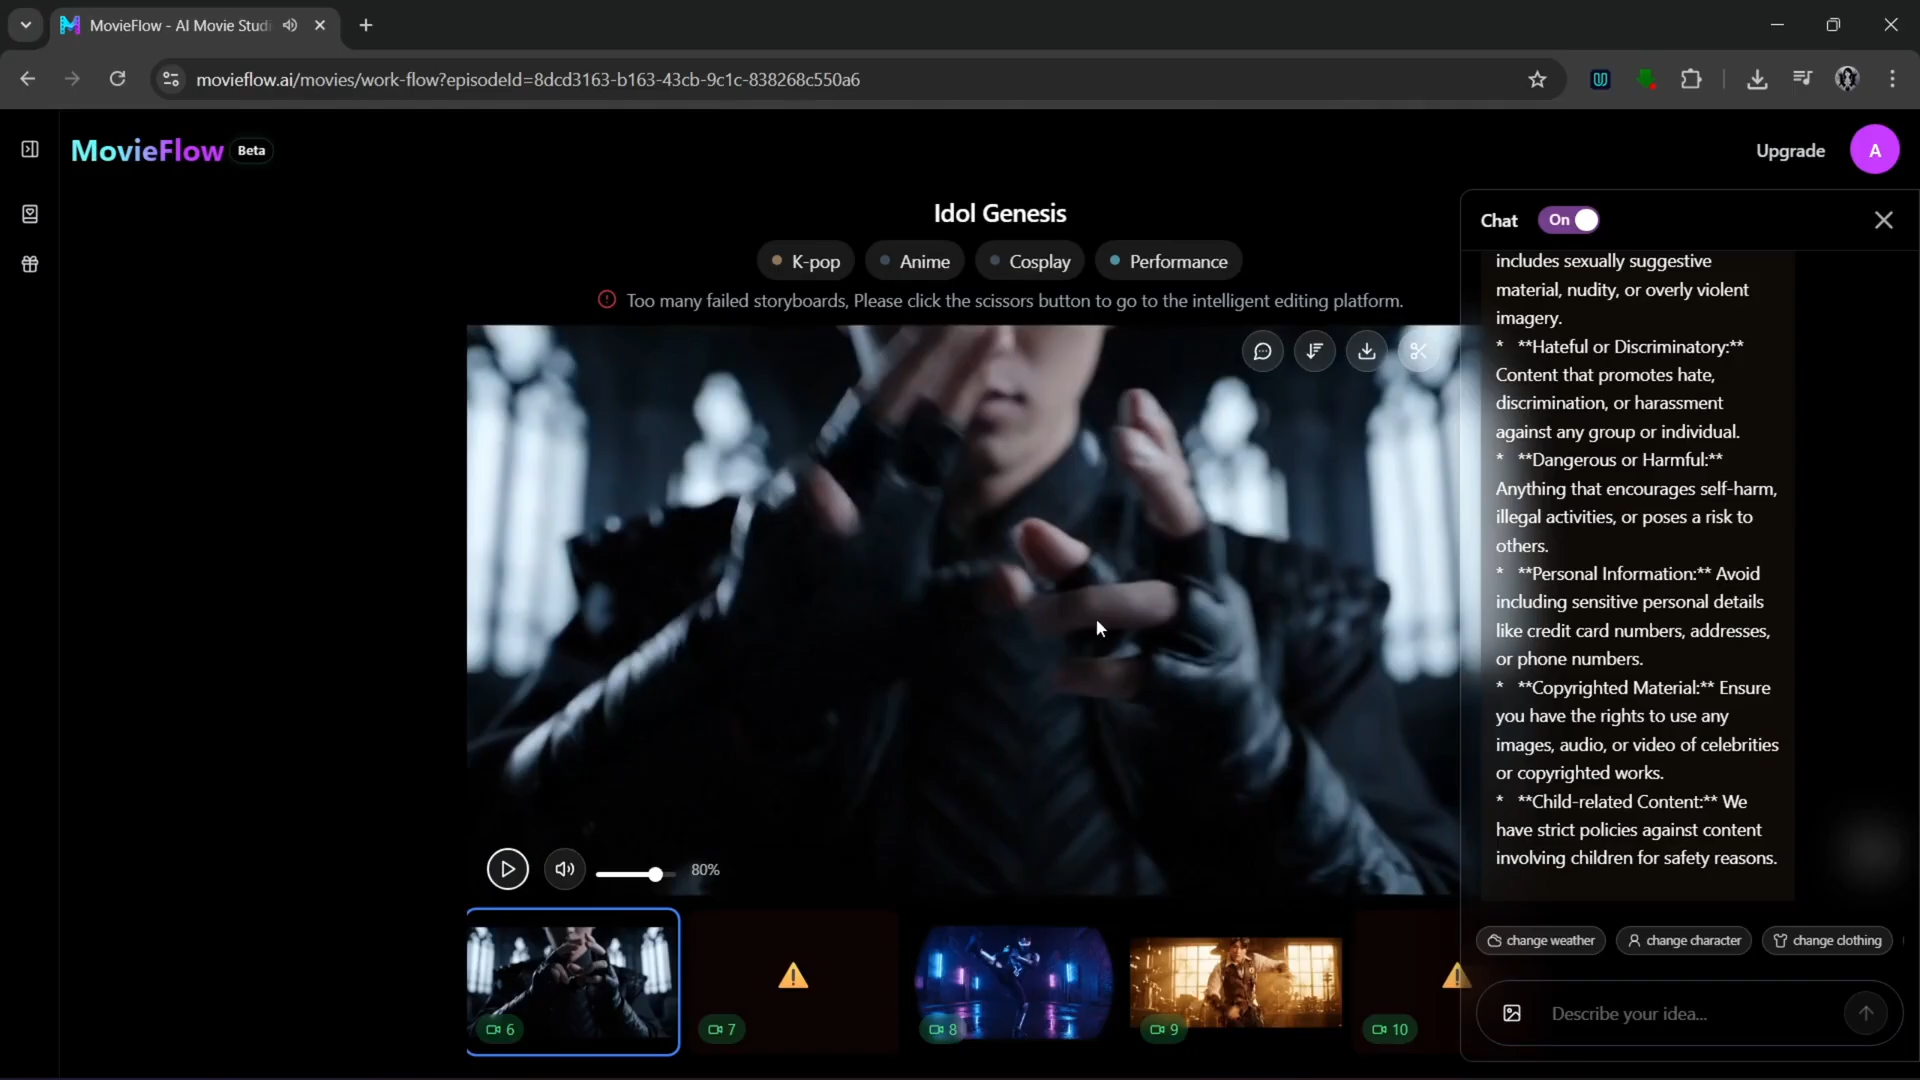 MovieFlow - AI Movie Studi
movieflow.ai/movies/work-flow?episodeId=8dcd3163-b163-43cb-9c1c-838268c550a6
MovieFlow Beta
Upgrade
A
Idol Genesis
K-pop
Anime
Cosplay
Performance
Too many failed storyboards, Please click the scissors button to go to the intelligent editing platform.
80%
6
7
8
9
10
Chat
On
includes sexually suggestive
material, nudity, or overly violent
imagery.
* **Hateful or Discriminatory:**
Content that promotes hate,
discrimination, or harassment
against any group or individual.
* **Dangerous or Harmful:**
Anything that encourages self-harm,
illegal activities, or poses a risk to
others.
* **Personal Information:** Avoid
including sensitive personal details
like credit card numbers, addresses,
or phone numbers.
* **Copyrighted Material:** Ensure
you have the rights to use any
images, audio, or video of celebrities
or copyrighted works.
* **Child-related Content:** We
have strict policies against content
involving children for safety reasons.
change weather
change character
change clothing
Describe your idea...